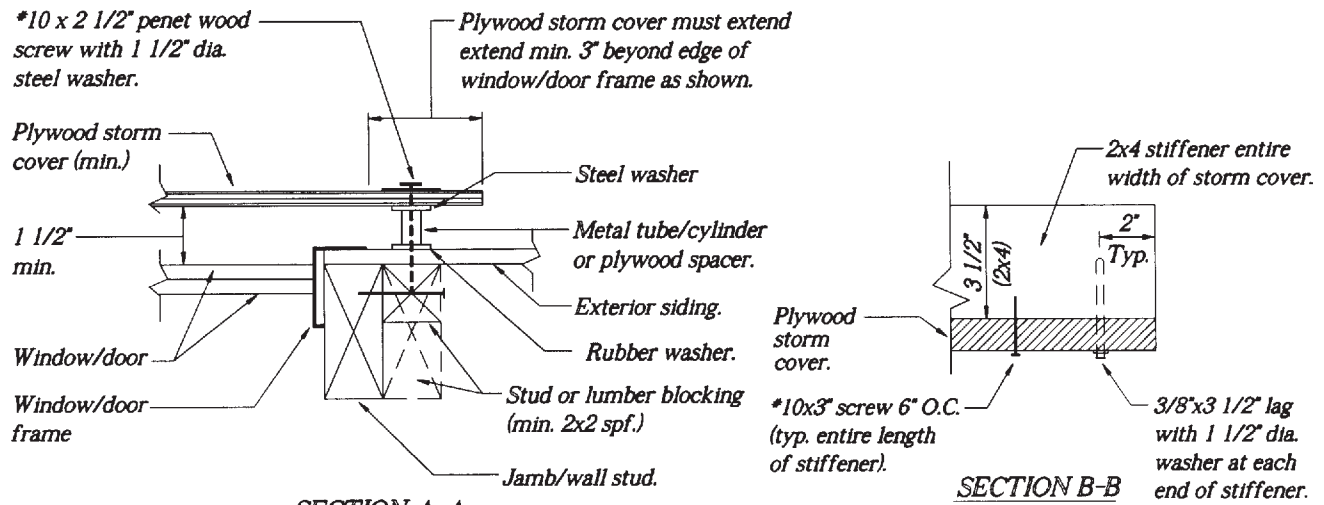 "10 x 2 1/2" penet wood
screw with 1 1/2" dia.
steel washer.
Plywood storm cover must extend
extend min. 3" beyond edge of
window/door frame as shown.
Plywood storm
cover (min.)
Steel washer
1 1/2"
min.
Metal tube/cylinder
or plywood spacer.
Exterior siding.
Window/door
Rubber washer.
Window/door
frame
Stud or lumber blocking
(min. 2x2 spf.)
Jamb/wall stud.
2x4 stiffener entire
width of storm cover.
3 1/2"
(2x4)
2"
Typ.
Plywood
storm
cover.
"10x3" screw 6" O.C.
(typ. entire length
of stiffener).
3/8"x3 1/2" lag
with 1 1/2" dia.
washer at each
end of stiffener.
SECTION B-B